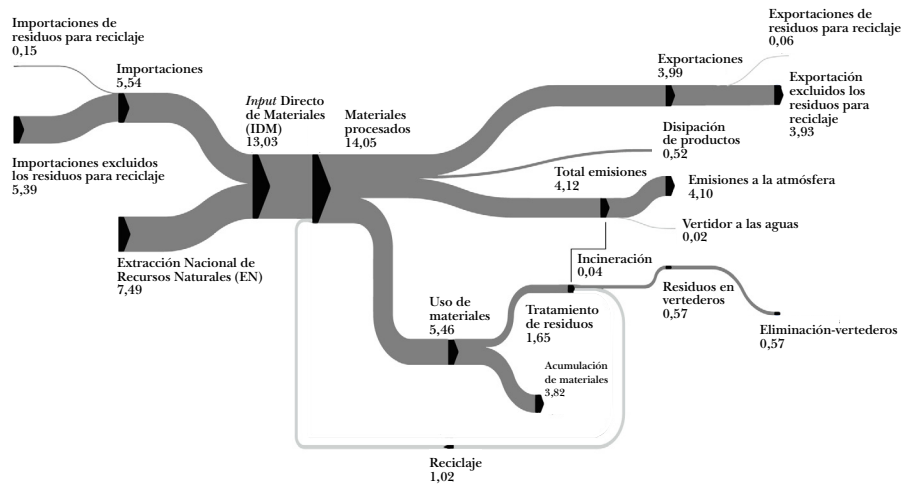 Importaciones de
residuos para reciclaje
0,15
Importaciones
5,54
Importaciones excluidos
los residuos para reciclaje
5,39
Extracción Nacional de
Recursos Naturales (EN)
7,49
Input Directo
de Materiales
(IDM)
13,03
Materiales
procesados
14,05
Exportaciones
3,99
Exportaciones de
residuos para reciclaje
0,06
Exportación
excluidos los
residuos para
reciclaje
3,93
Disipación
de productos
0,52
Total emisiones
4,12
Emisiones a la atmósfera
4,10
Vertidor a las aguas
0,02
Incineración
0,04
Uso de
materiales
5,46
Tratamiento
de residuos
1,65
Residuos en
vertederos
0,57
Eliminación-vertederos
0,57
Acumulación
de materiales
3,82
Reciclaje
1,02